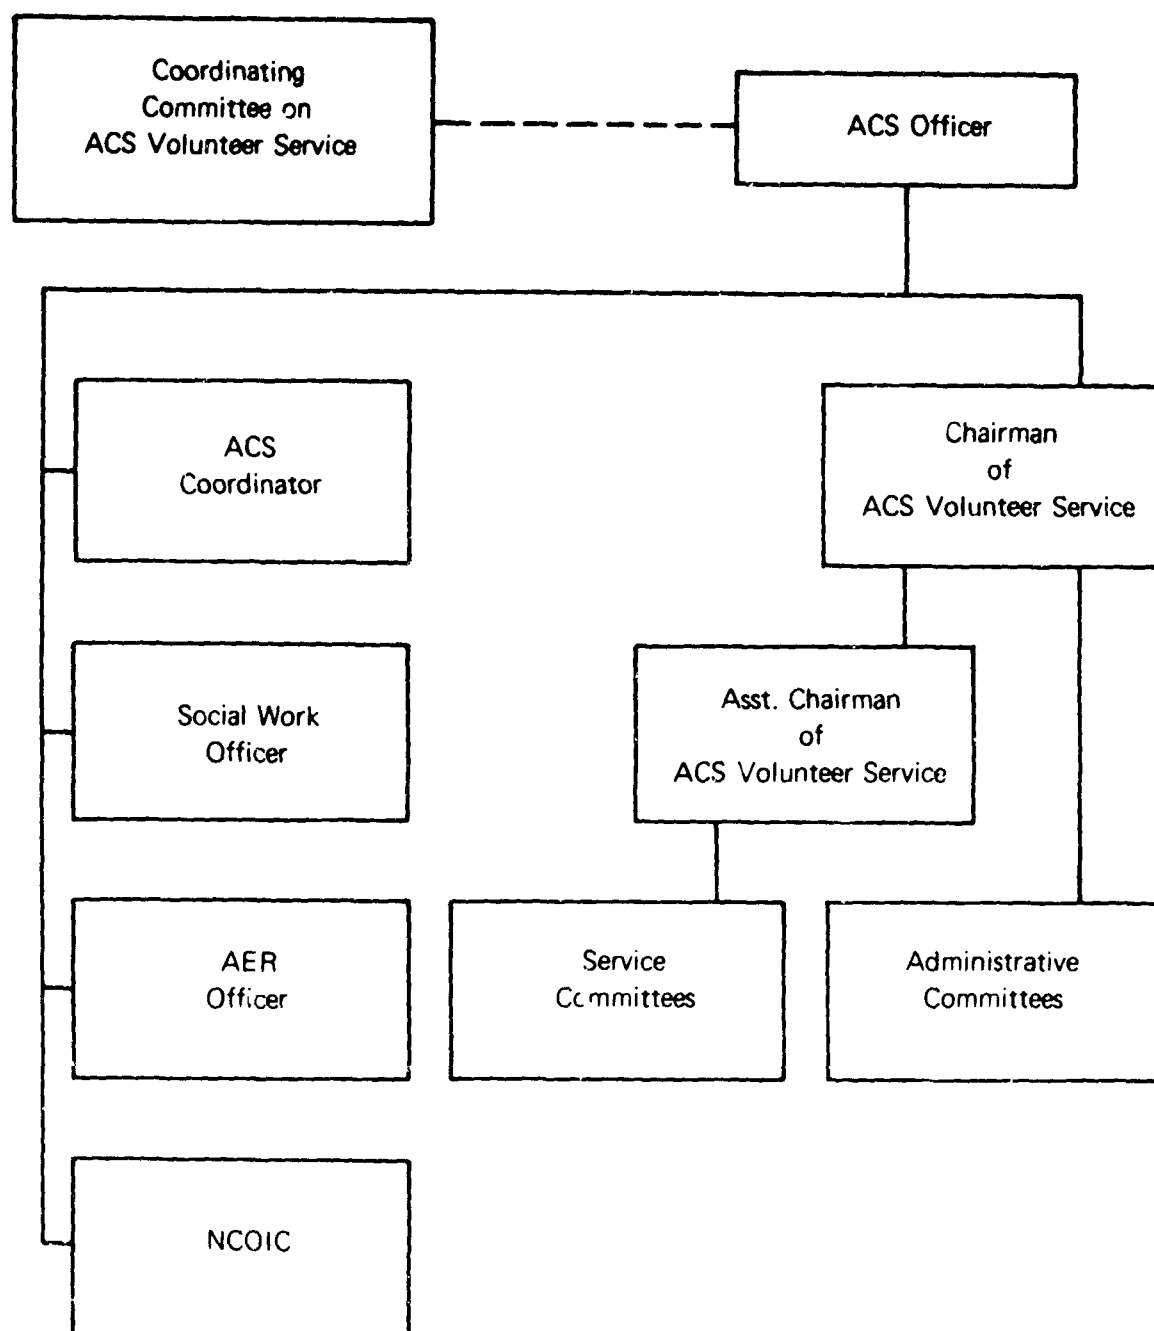 Coordinating
Committee on
ACS Volunteer Service
ACS Officer
ACS
Coordinator
Chairman
of
ACS Volunteer Service
Social Work
Officer
Asst. Chairman
of
ACS Volunteer Service
AER
Officer
Service
Committees
Administrative
Committees
NCOIC